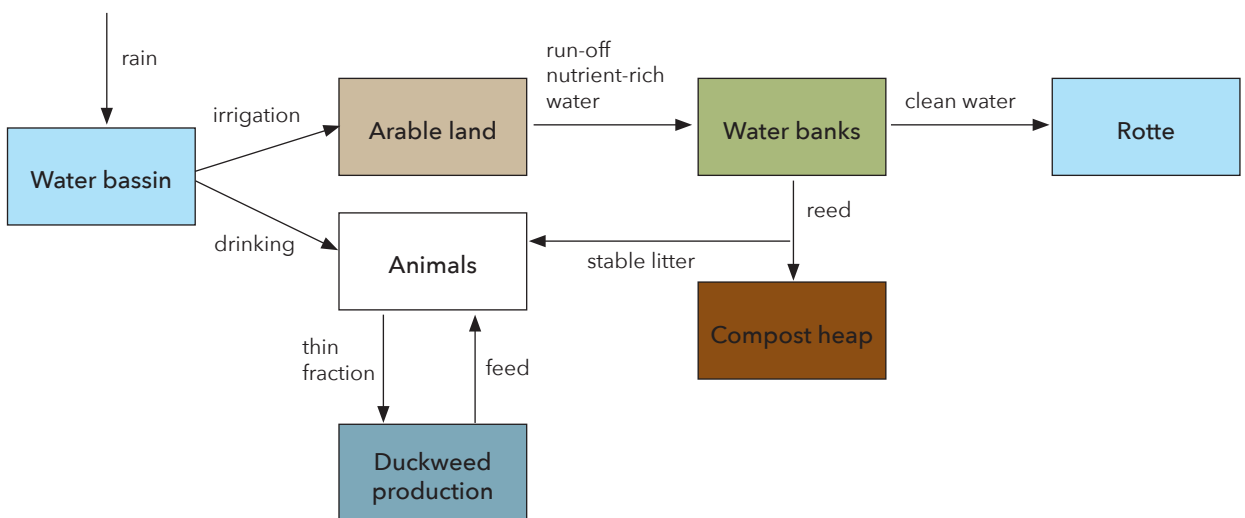 rain
Water bassin
irrigation
drinking
Arable land
run-off
nutrient-rich
water
Water banks
clean water
Rotte
reed
stable litter
Animals
Compost heap
thin
fraction
feed
Duckweed
production